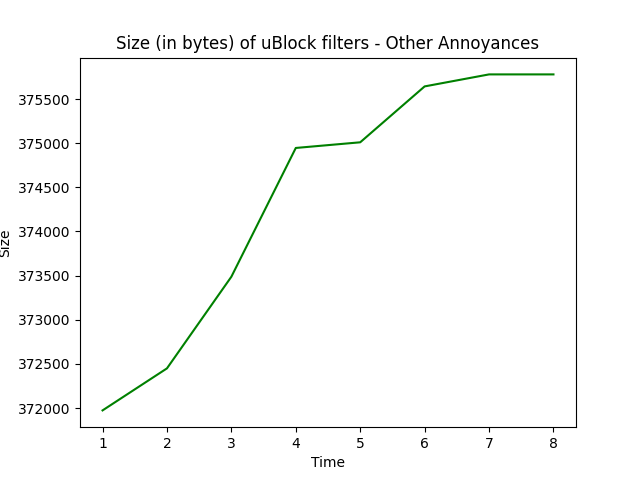 Size (in bytes) of uBlock filters - Other Annoyances
375500
375000
374500
374000
373500
373000
372500
372000
Size
1 2 3 4 5 6 7 8
Time